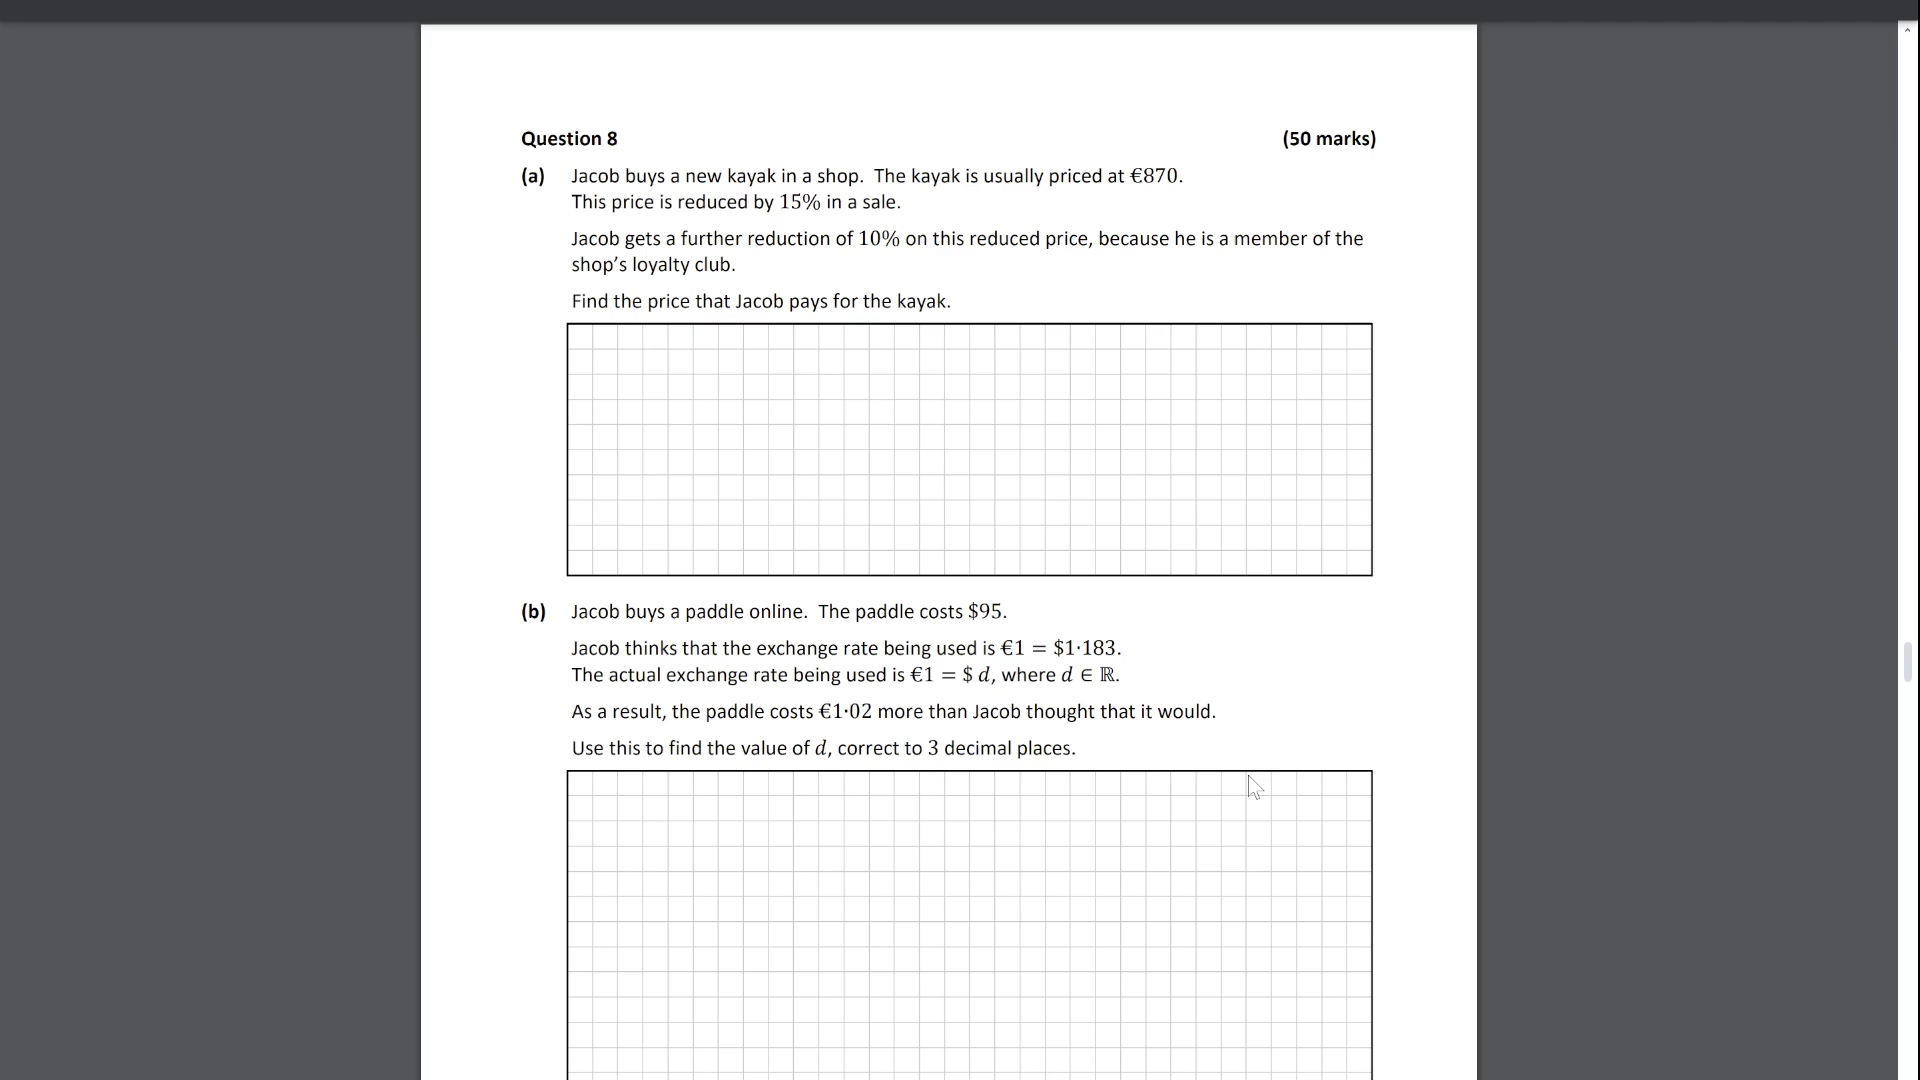 Question 8 (50 marks)
(a) Jacob buys a new kayak in a shop. The kayak is usually priced at €870.
This price is reduced by 15% in a sale.
Jacob gets a further reduction of 10% on this reduced price, because he is a member of the
shop’s loyalty club.
Find the price that Jacob pays for the kayak.
(b) Jacob buys a paddle online. The paddle costs $95.
Jacob thinks that the exchange rate being used is €1 = $1·183.
The actual exchange rate being used is €1 = $ d, where d ∈ ℝ.
As a result, the paddle costs €1·02 more than Jacob thought that it would.
Use this to find the value of d, correct to 3 decimal places.